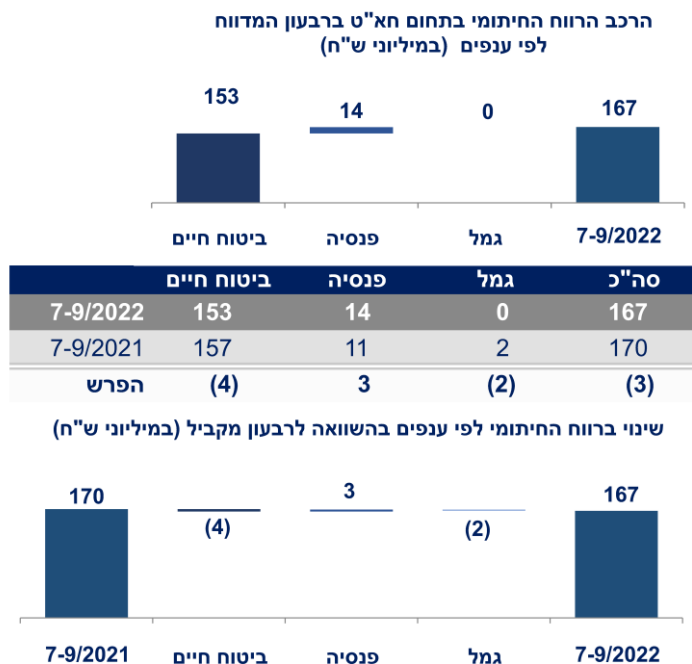 הרכב הרווח החיתומי בתחום חא"ט ברבעון המדווח
לפי ענפים (במיליוני ש"ח)
153 14 0 167
ביטוח חיים פנסיה גמל 7-9/2022
ביטוח חיים פנסיה גמל סה"כ
7-9/2022 153 14 0 167
7-9/2021 157 11 2 170
הפרש (4) 3 (2) (3)
שינוי ברווח החיתומי לפי ענפים בהשוואה לרבעון מקביל (במיליוני ש"ח)
170 (4) 3 (2) 167
7-9/2021 ביטוח חיים פנסיה גמל 7-9/2022